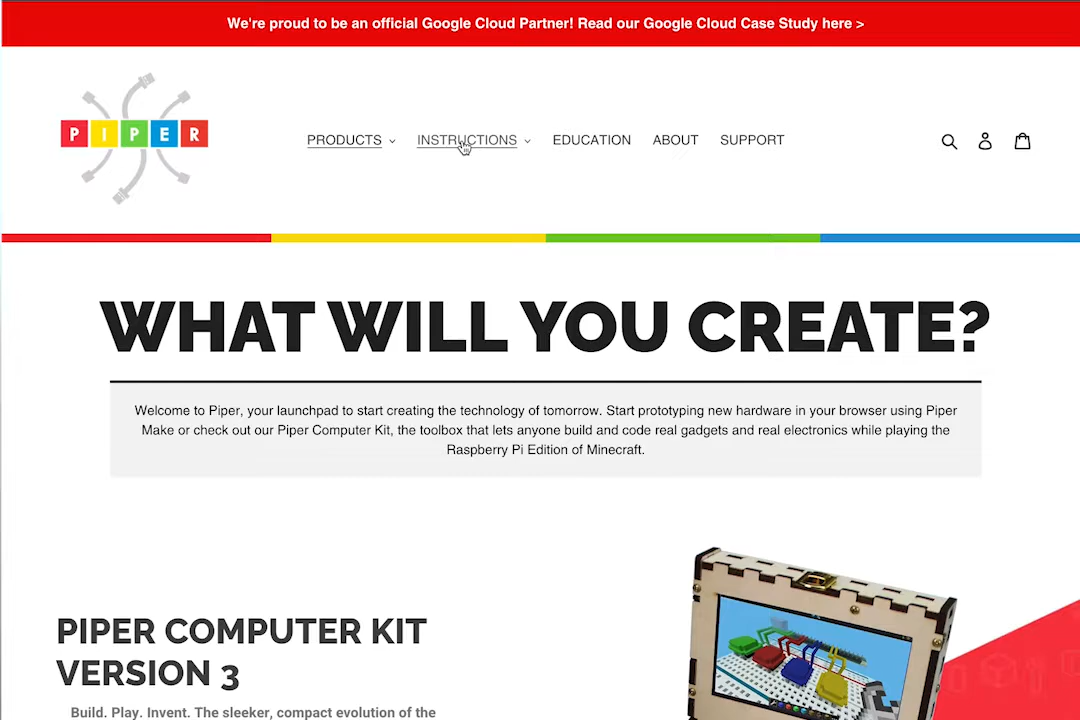 We're proud to be an official Google Cloud Partner! Read our Google Cloud Case Study here >
PIPER
PRODUCTS INSTRUCTIONS EDUCATION ABOUT SUPPORT
WHAT WILL YOU CREATE?
Welcome to Piper, your launchpad to start creating the technology of tomorrow. Start prototyping new hardware in your browser using Piper
Make or check out our Piper Computer Kit, the toolbox that lets anyone build and code real gadgets and real electronics while playing the
Raspberry Pi Edition of Minecraft.
PIPER COMPUTER KIT
VERSION 3
Build. Play. Invent. The sleeker, compact evolution of the